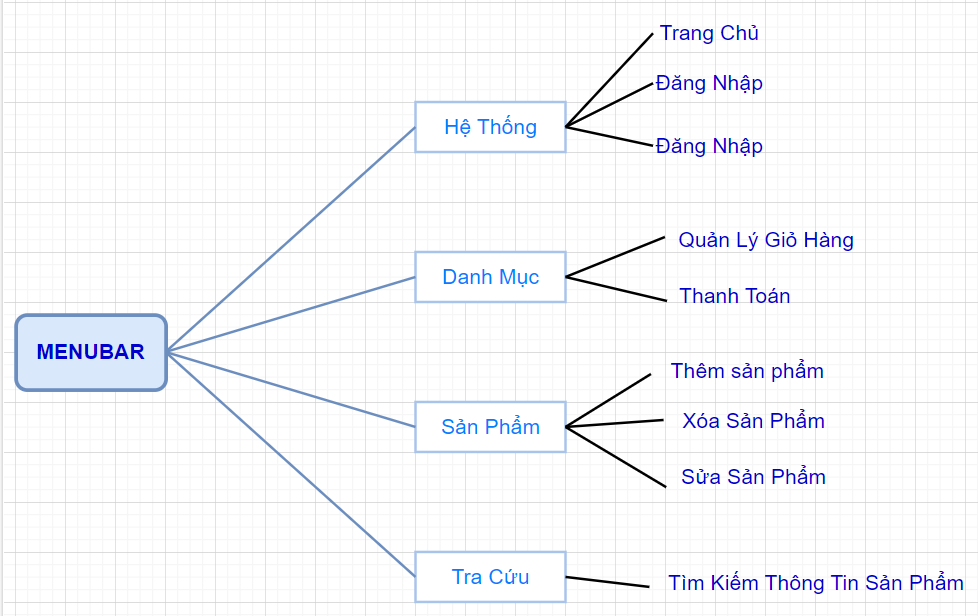 Trang Chủ
Đăng Nhập
Hệ Thống
Đăng Nhập
Quản Lý Giỏ Hàng
Danh Mục
Thanh Toán
MENUBAR
Thêm sản phẩm
Xóa Sản Phẩm
Sản Phẩm
Sửa Sản Phẩm
Tra Cứu
Tìm Kiếm Thông Tin Sản Phẩm